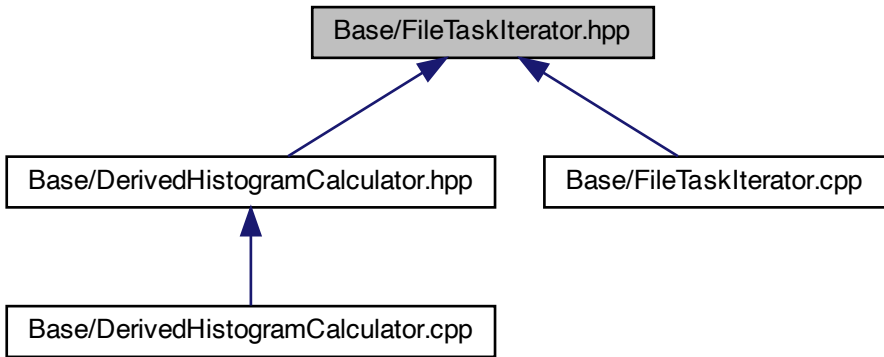 Base/FileTaskIterator.hpp
Base/DerivedHistogramCalculator.hpp
Base/FileTaskIterator.cpp
Base/DerivedHistogramCalculator.cpp